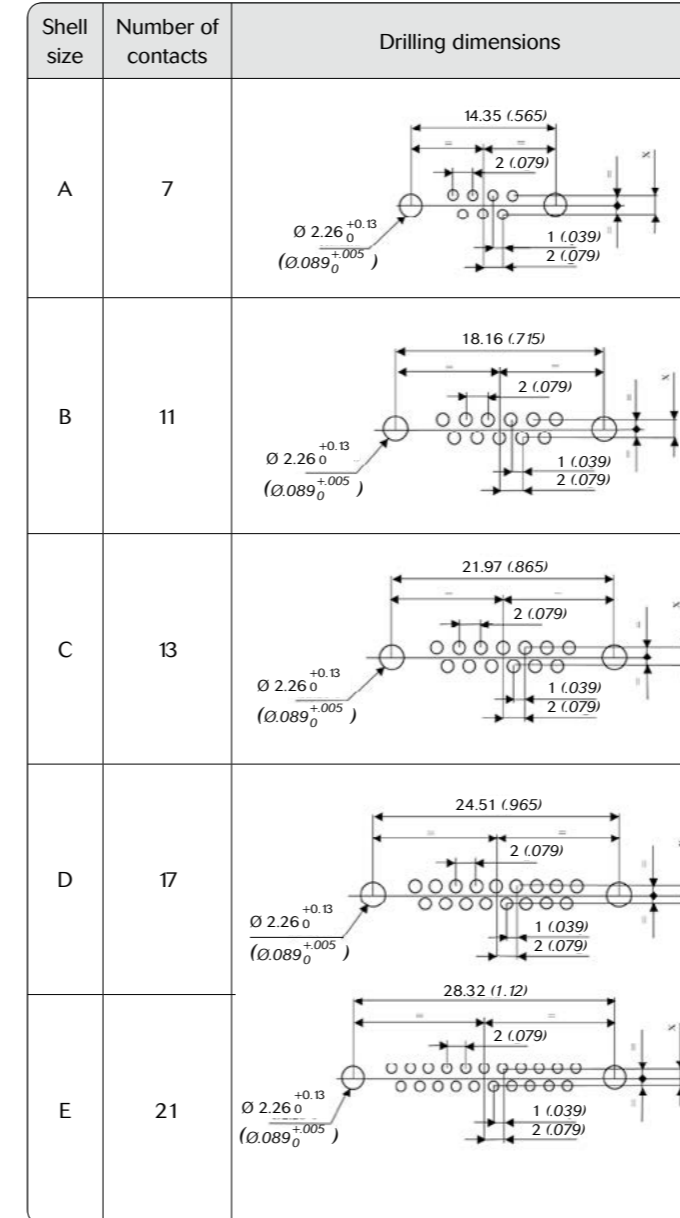 Shell size
Number of contacts
Drilling dimensions
A
7
14.35 (.565)
=
=
2 (.079)
=
x
=
Ø 2.26 +0.13 0
(Ø.089 +.005 0 )
1 (.039)
2 (.079)
B
11
18.16 (.715)
=
=
2 (.079)
=
x
=
Ø 2.26 +0.13 0
(Ø.089 +.005 0 )
1 (.039)
2 (.079)
C
13
21.97 (.865)
2 (.079)
=
x
=
Ø 2.26 +0.13 0
(Ø.089 +.005 0 )
1 (.039)
2 (.079)
D
17
24.51 (.965)
=
=
2 (.079)
=
=
Ø 2.26 +0.13 0
(Ø.089 +.005 0 )
1 (.039)
2 (.079)
E
21
28.32 (1.12)
=
=
2 (.079)
=
x
=
Ø 2.26 +0.13 0
(Ø.089 +.005 0 )
1 (.039)
2 (.079)